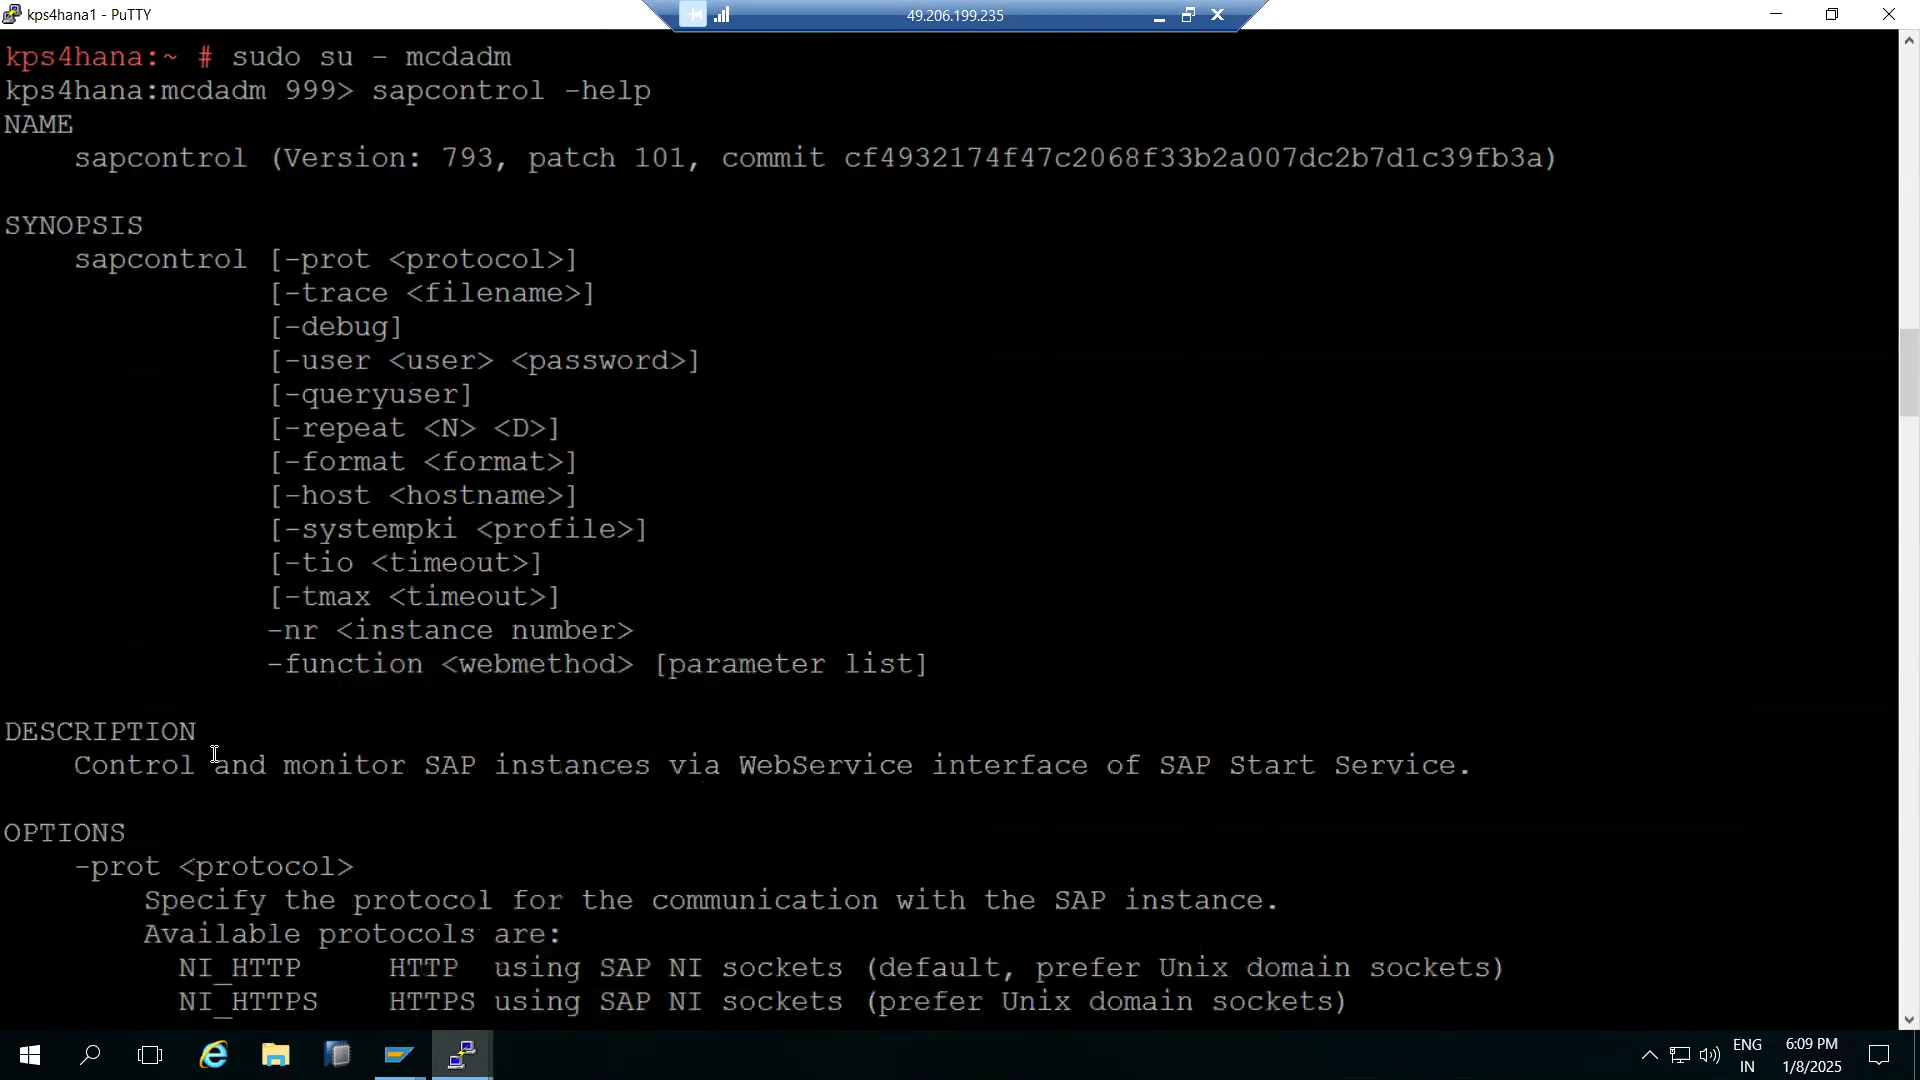 kps4hana1 - PuTTY
49.206.199.235
kps4hana:~ # sudo su - mcdadm
kps4hana:mcdadm 999> sapcontrol -help
NAME
sapcontrol (Version: 793, patch 101, commit cf4932174f47c2068f33b2a007dc2b7d1c39fb3a)
SYNOPSIS
sapcontrol [-prot <protocol>]
[-trace <filename>]
[-debug]
[-user <user> <password>]
[-queryuser]
[-repeat <N> <D>]
[-format <format>]
[-host <hostname>]
[-systempki <profile>]
[-tio <timeout>]
[-tmax <timeout>]
-nr <instance number>
-function <webmethod> [parameter list]
DESCRIPTION
Control and monitor SAP instances via WebService interface of SAP Start Service.
OPTIONS
-prot <protocol>
Specify the protocol for the communication with the SAP instance.
Available protocols are:
NI_HTTP HTTP using SAP NI sockets (default, prefer Unix domain sockets)
NI_HTTPS HTTPS using SAP NI sockets (prefer Unix domain sockets)
ENG
IN
6:09 PM
1/8/2025